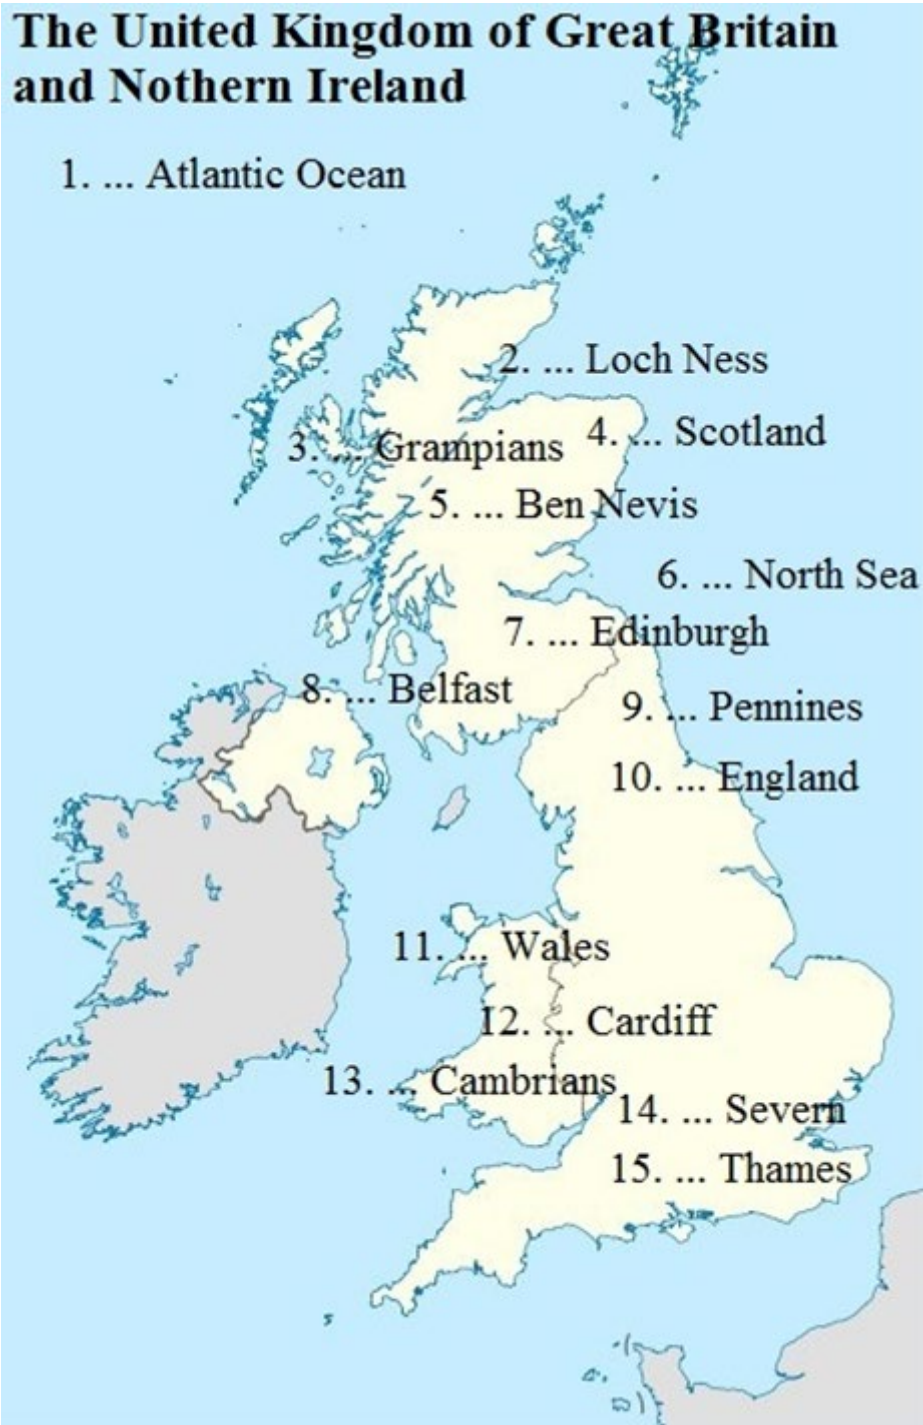 The United Kingdom of Great Britain
and Nothern Ireland
1. ... Atlantic Ocean
2. ... Loch Ness
4. ... Scotland
3. ... Grampians
5. ... Ben Nevis
6. ... North Sea
7. ... Edinburgh
8. ... Belfast
9. ... Pennines
10. ... England
11. ... Wales
12. ... Cardiff
13. ... Cambrians
14. ... Severn
15. ... Thames